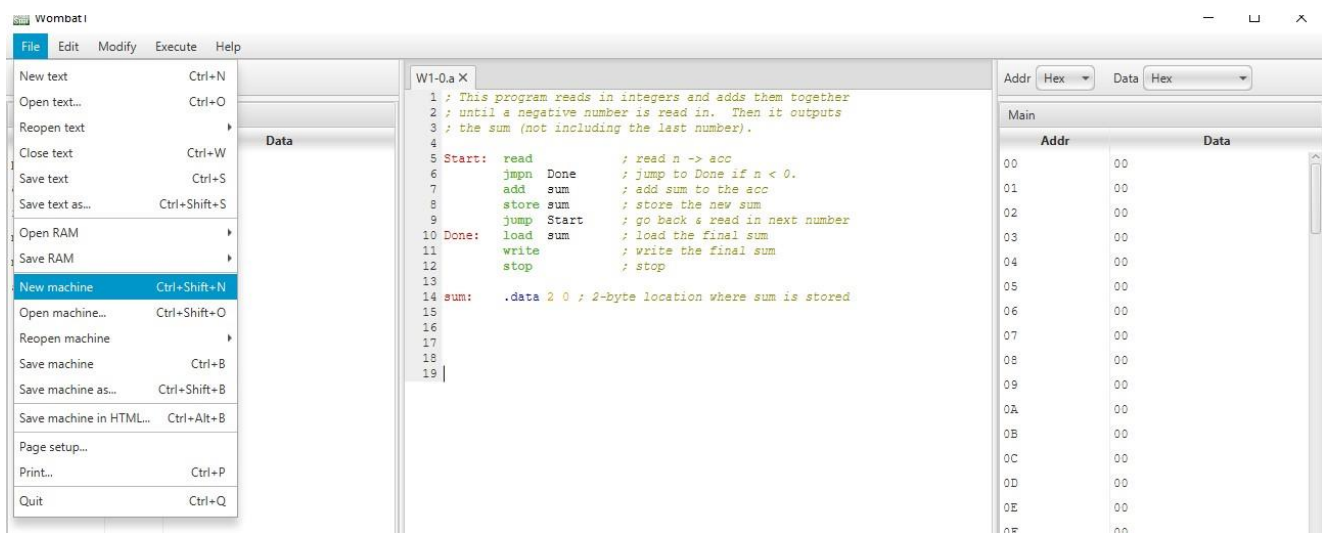 Wombat1
File Edit Modify Execute Help
New text Ctrl+N
Open text... Ctrl+O
Reopen text
Close text Ctrl+W
Save text Ctrl+S
Save text as... Ctrl+Shift+S
Open RAM
Save RAM
New machine Ctrl+Shift+N
Open machine... Ctrl+Shift+O
Reopen machine
Save machine Ctrl+B
Save machine as... Ctrl+Shift+B
Save machine in HTML... Ctrl+Alt+B
Page setup...
Print... Ctrl+P
Quit Ctrl+Q
Data
W1-0.a X
1 ; This program reads in integers and adds them together
2 ; until a negative number is read in. Then it outputs
3 ; the sum (not including the last number).
4
5 Start: read ; read n -> acc
6 jmpn Done ; jump to Done if n < 0.
7 add sum ; add sum to the acc
8 store sum ; store the new sum
9 jump Start ; go back & read in next number
10 Done: load sum ; load the final sum
11 write ; write the final sum
12 stop ; stop
13
14 sum: .data 2 0 ; 2-byte location where sum is stored
15
16
17
18
19
Addr Hex Data Hex
Main
Addr Data
00 00
01 00
02 00
03 00
04 00
05 00
06 00
07 00
08 00
09 00
0A 00
0B 00
0C 00
0D 00
0E 00
0F 00